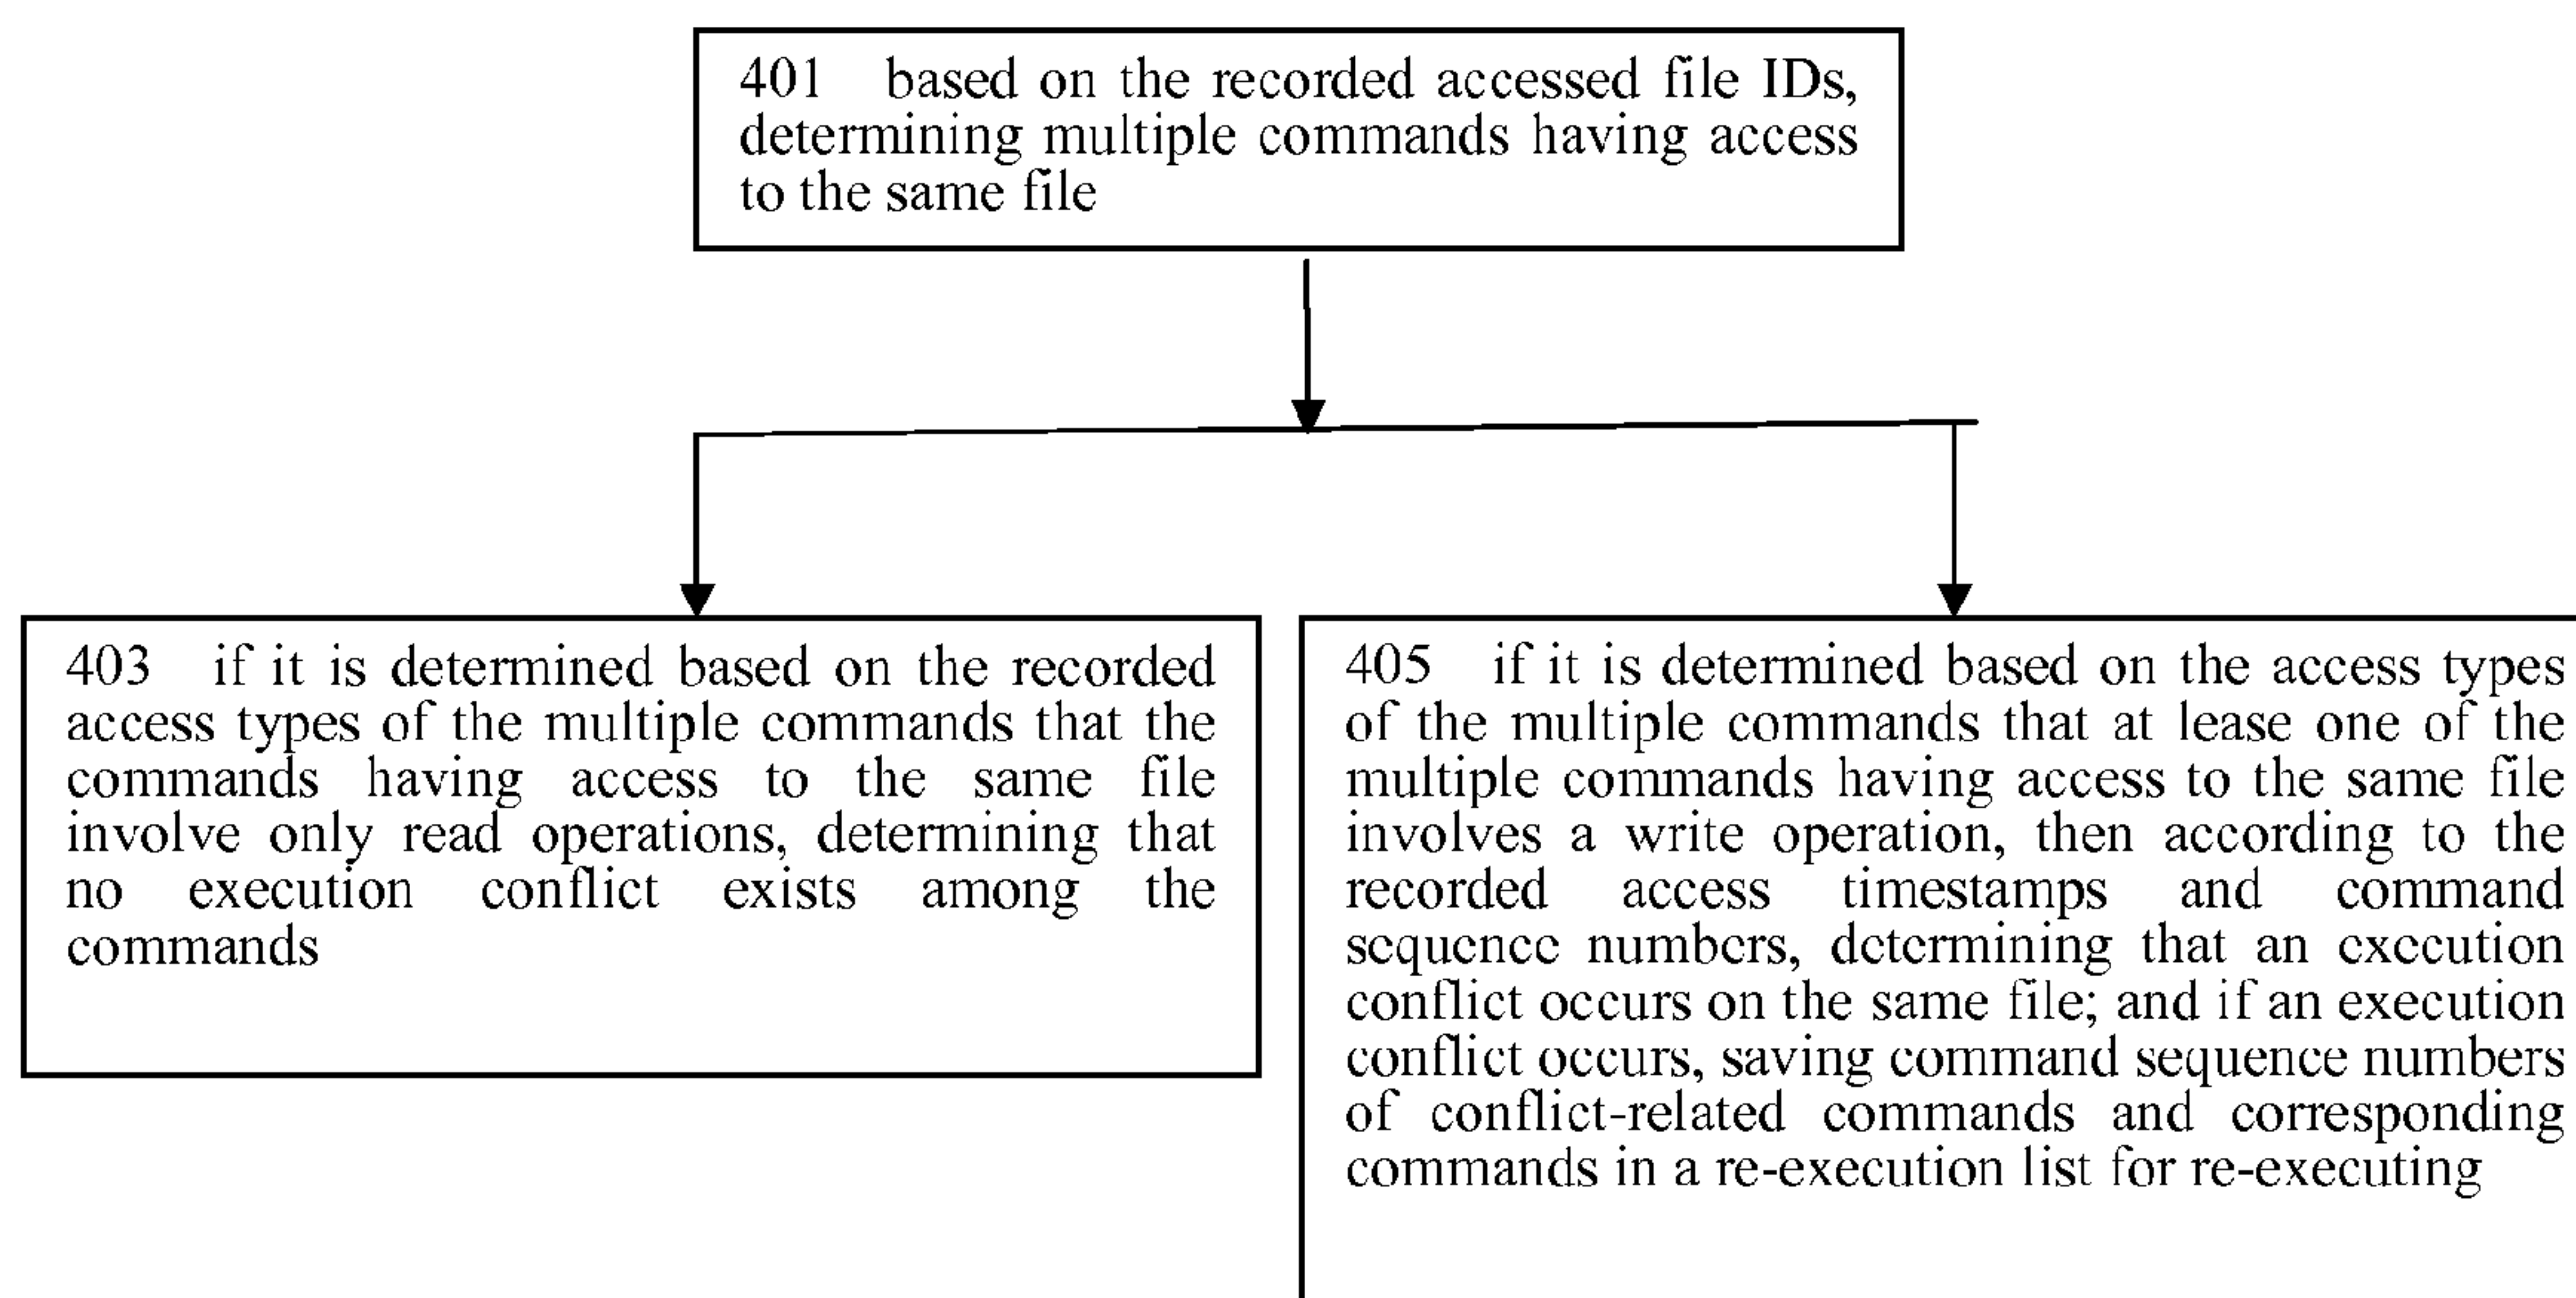 401 based on the recorded accessed file IDs,
determining multiple commands having access
to the same file
403 if it is determined based on the recorded
access types of the multiple commands that the
commands having access to the same file
involve only read operations, determining that
no execution conflict exists among the
commands
405 if it is determined based on the access types
of the multiple commands that at lease one of the
multiple commands having access to the same file
involves a write operation, then according to the
recorded access timestamps and command
sequence numbers, determining that an execution
conflict occurs on the same file; and if an execution
conflict occurs, saving command sequence numbers
of conflict-related commands and corresponding
commands in a re-execution list for re-executing